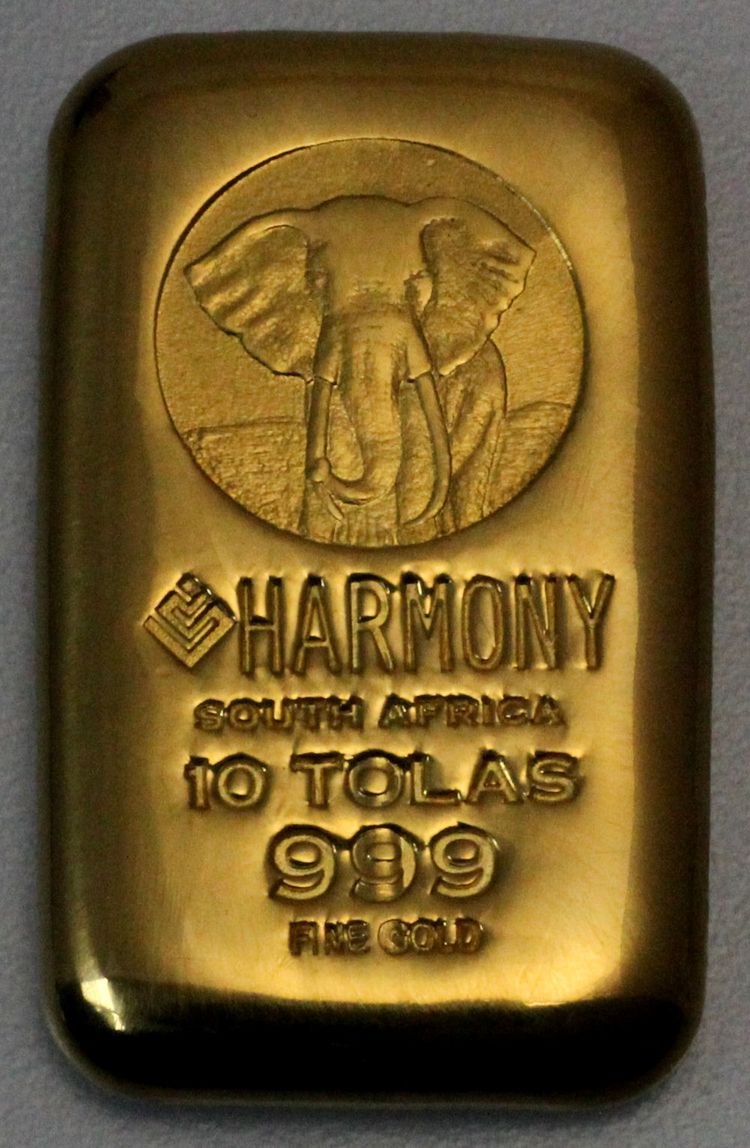 HARMONY
SOUTH AFRICA
10 TOLAS
999
FINE GOLD